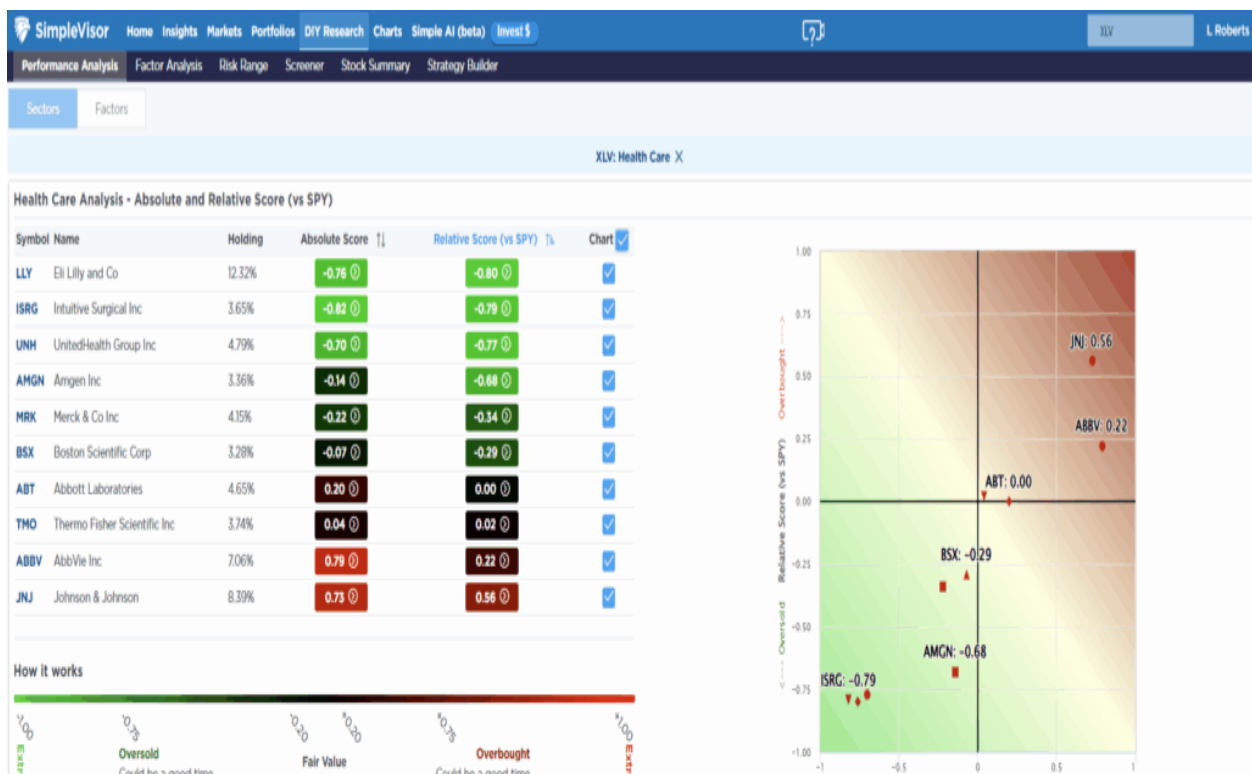 SimpleVisor Home Insights Markets Portfolios DIY Research Charts Simple AI (beta) Invest $ XLV L Roberts
Performance Analysis Factor Analysis Risk Range Screener Stock Summary Strategy Builder
Sectors Factors
XLV: Health Care X
Health Care Analysis - Absolute and Relative Score (vs SPY)
Symbol Name Holding Absolute Score Relative Score (vs SPY) Chart
LLY Eli Lilly and Co 12.32% -0.76 -0.80
ISRG Intuitive Surgical Inc 3.65% -0.82 -0.79
UNH UnitedHealth Group Inc 4.79% -0.70 -0.77
AMGN Amgen Inc 3.36% -0.14 -0.68
MRK Merck & Co Inc 4.15% -0.22 -0.34
BSX Boston Scientific Corp 3.28% -0.07 -0.29
ABT Abbott Laboratories 4.65% 0.20 0.00
TMO Thermo Fisher Scientific Inc 3.74% 0.04 0.02
ABBV AbbVie Inc 7.06% 0.79 0.22
JNJ Johnson & Johnson 8.39% 0.73 0.56
How it works
-1.00 -0.75 -0.20 +0.20 +0.75 +1.00
Extr
Oversold
Could be a good time
Fair Value
Overbought
Could be a good time
Extr
1.00
0.75
0.50
0.25
0.00
-0.25
-0.50
-0.75
-1.00
<--- Oversold Relative Score (vs SPY) Overbought --->
JNJ: 0.56
ABBV: 0.22
ABT: 0.00
BSX: -0.29
AMGN: -0.68
ISRG: -0.79
-1 -0.5 0 0.5 1